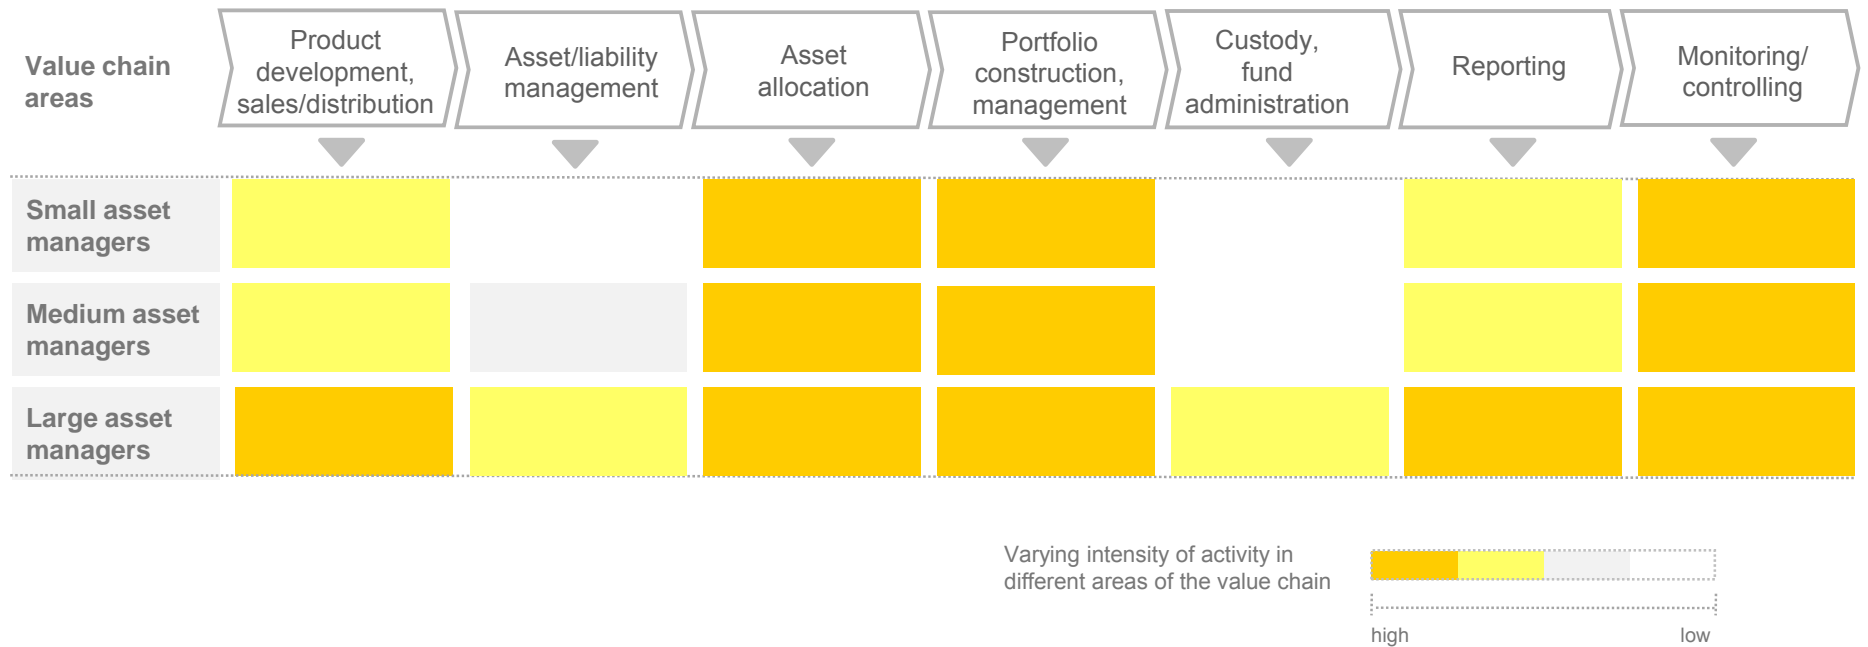 Value chain
areas
Product
development,
sales/distribution
Asset/liability
management
Asset
allocation
Portfolio
construction,
management
Custody,
fund
administration
Reporting
Monitoring/
controlling
Small asset
managers
Medium asset
managers
Large asset
managers
Varying intensity of activity in
different areas of the value chain
high
low